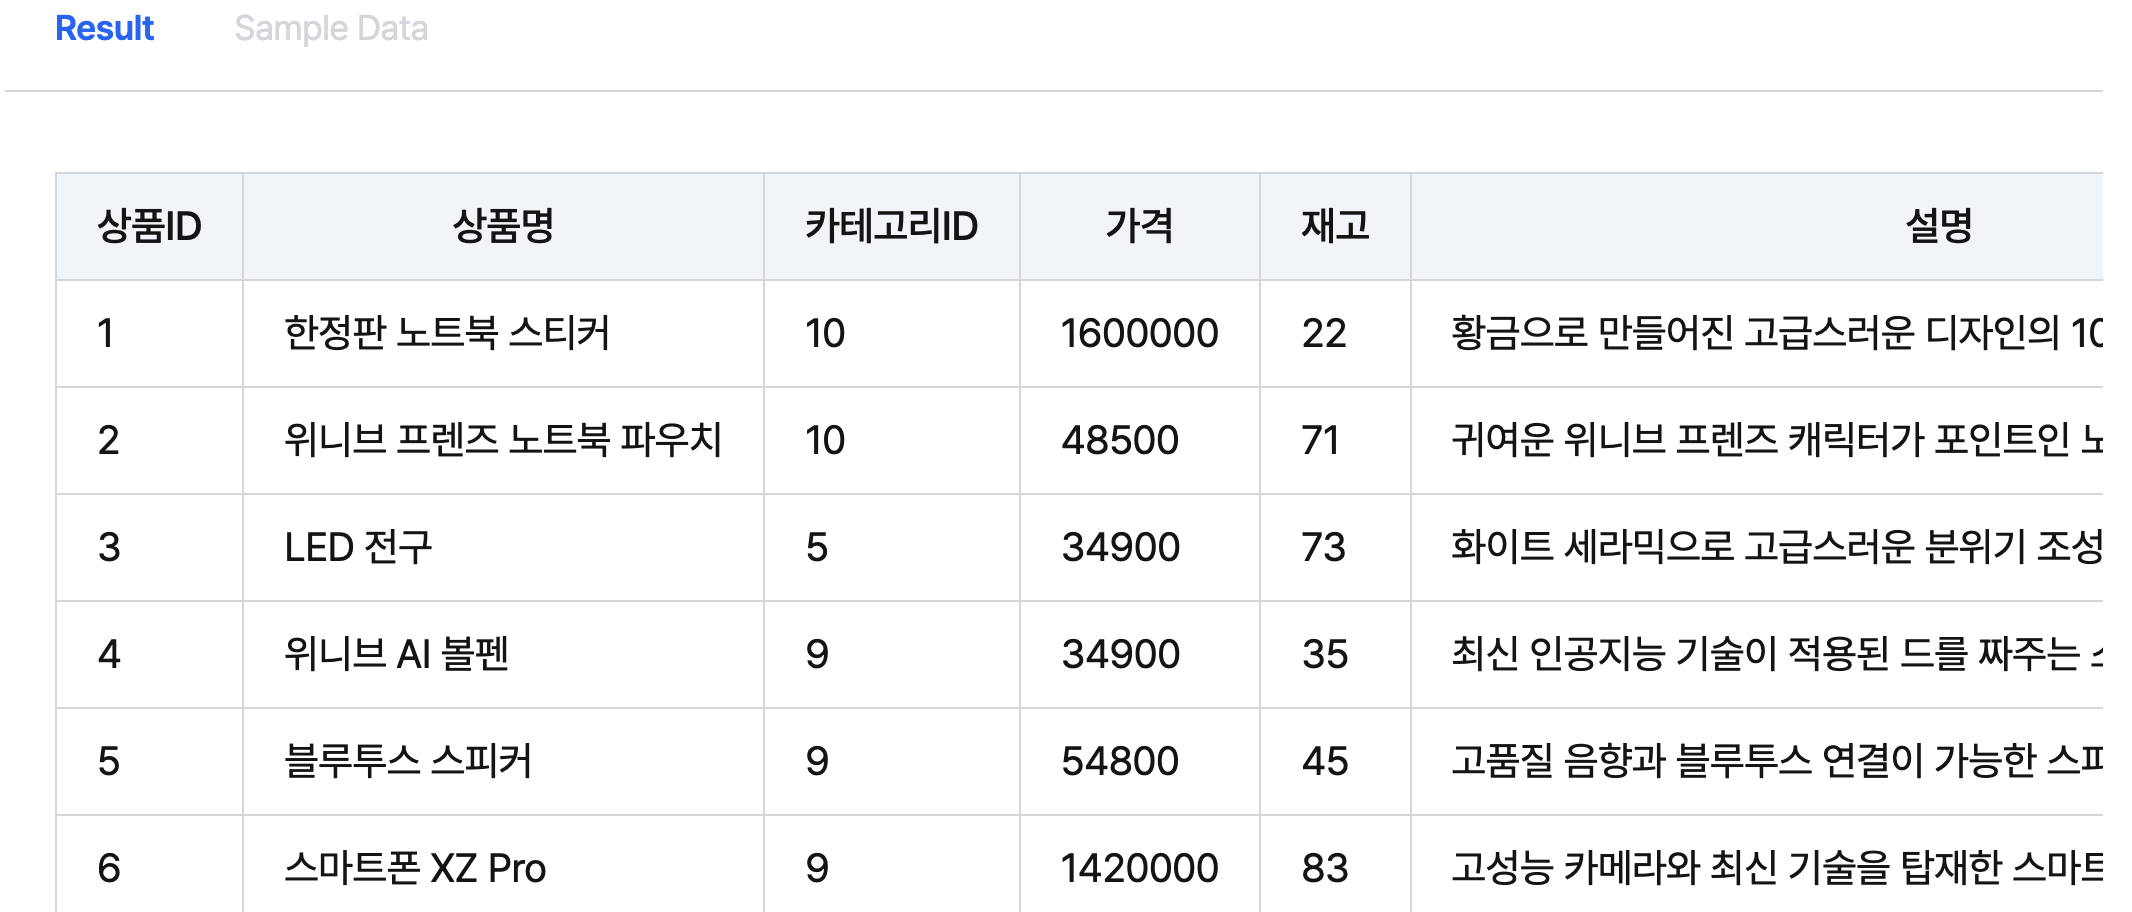 Result Sample Data
상품ID 상품명 카테고리ID 가격 재고 설명
1 한정판 노트북 스티커 10 1600000 22 황금으로 만들어진 고급스러운 디자인의 10
2 위니브 프렌즈 노트북 파우치 10 48500 71 귀여운 위니브 프렌즈 캐릭터가 포인트인
3 LED 전구 5 34900 73 화이트 세라믹으로 고급스러운 분위기 조성
4 위니브 AI 볼펜 9 34900 35 최신 인공지능 기술이 적용된 드를 짜주는
5 블루투스 스피커 9 54800 45 고품질 음향과 블루투스 연결이 가능한 스피
6 스마트폰 XZ Pro 9 1420000 83 고성능 카메라와 최신 기술을 탑재한 스마트